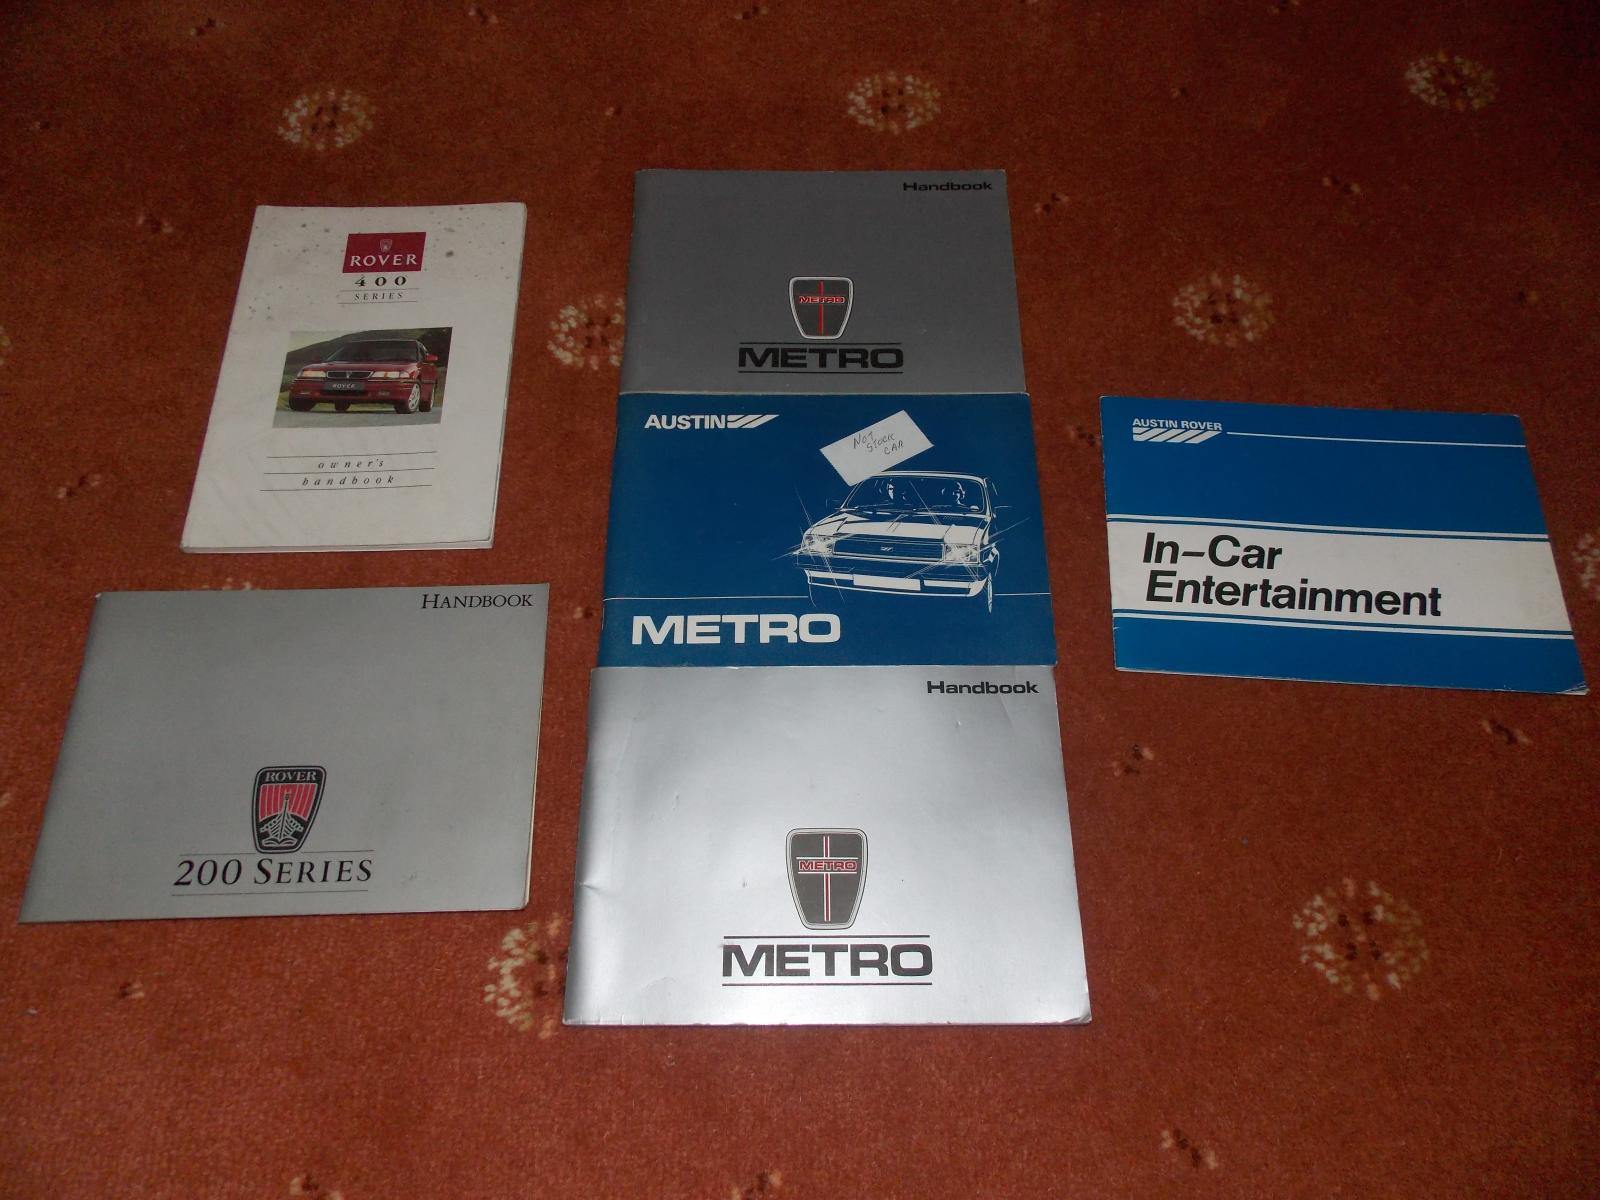 ROVER
400
SERIES
ROVER
owner's
handbook
HANDBOOK
ROVER
200 SERIES
Handbook
METRO
METRO
AUSTIN
NOT
STOCK
CAR
METRO
Handbook
METRO
METRO
AUSTIN ROVER
In-Car
Entertainment